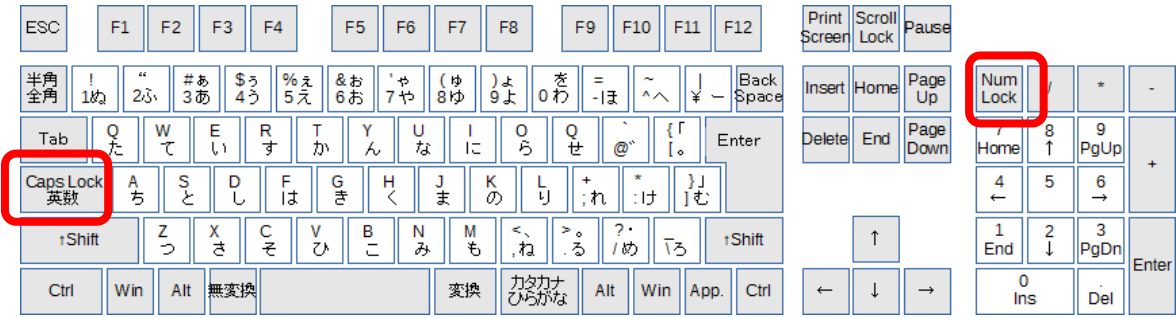 ESC F1 F2 F3 F4 F5 F6 F7 F8 F9 F10 F11 F12 Print Scroll Pause
Screen Lock
半角 ! “ #ぁ $ぅ %ぇ &ぉ 'ゃ (ゅ )ょ を = ~ | Back Insert Home Page Num / * -
全角 1ぬ 2ふ 3あ 4う 5え 6お 7や 8ゆ 9よ 0わ -ほ ^へ ¥ー Space Up Lock
Tab Q W E R T Y U I O Q ` {「 Enter Delete End Page 7 8 9 +
た て い す か ん な に ら せ @゛ [。 Down Home ↑ PgUp
Caps Lock A S D F G H J K L + * }」 4 5 6
英数 ち と し は き く ま の り ;れ :け ]む ← →
↑Shift Z X C V B N M <、 >。 ?・ _ ↑Shift ↑ 1 2 3 Enter
つ さ そ ひ こ み も ,ね .る /め \ろ End ↓ PgDn
Ctrl Win Alt 無変換 変換 カタカナ Alt Win App. Ctrl ← ↓ → 0 .
ひらがな Ins Del